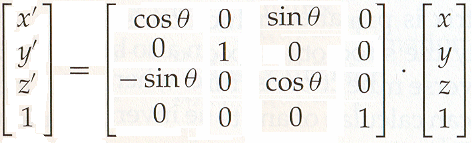 x′ cos θ 0 sin θ 0 x
y′ 0 1 0 0 y
z′ = − sin θ 0 cos θ 0 · z
1 0 0 0 1 1